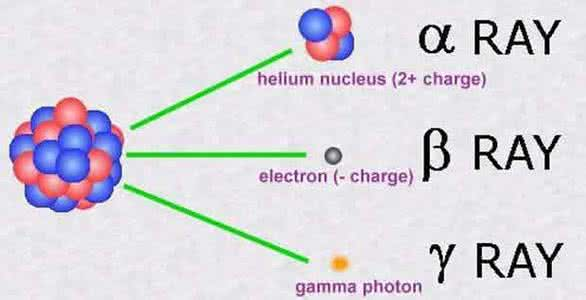 α RAY
helium nucleus (2+ charge)
β RAY
electron (- charge)
γ RAY
gamma photon